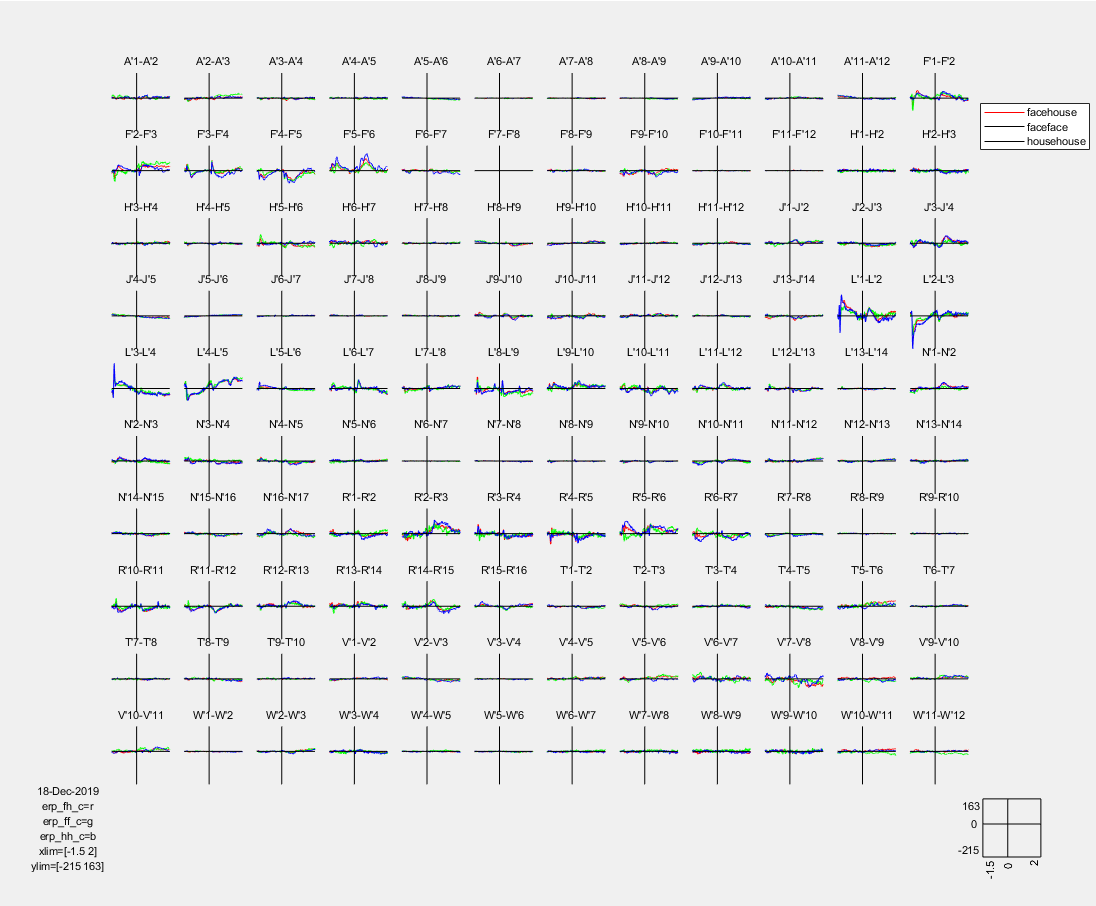 A'1-A'2 A'2-A'3 A'3-A'4 A'4-A'5 A'5-A'6 A'6-A'7 A'7-A'8 A'8-A'9 A'9-A'10 A'10-A'11 A'11-A'12 F'1-F'2
facehouse
faceface
househouse
F'2-F'3 F'3-F'4 F'4-F'5 F'5-F'6 F'6-F'7 F'7-F'8 F'8-F'9 F'9-F'10 F'10-F'11 F'11-F'12 H'1-H'2 H'2-H'3
H'3-H'4 H'4-H'5 H'5-H'6 H'6-H'7 H'7-H'8 H'8-H'9 H'9-H'10 H'10-H'11 H'11-H'12 J'1-J'2 J'2-J'3 J'3-J'4
J'4-J'5 J'5-J'6 J'6-J'7 J'7-J'8 J'8-J'9 J'9-J'10 J'10-J'11 J'11-J'12 J'12-J'13 J'13-J'14 L'1-L'2 L'2-L'3
L'3-L'4 L'4-L'5 L'5-L'6 L'6-L'7 L'7-L'8 L'8-L'9 L'9-L'10 L'10-L'11 L'11-L'12 L'12-L'13 L'13-L'14 N'1-N'2
N'2-N'3 N'3-N'4 N'4-N'5 N'5-N'6 N'6-N'7 N'7-N'8 N'8-N'9 N'9-N'10 N'10-N'11 N'11-N'12 N'12-N'13 N'13-N'14
N'14-N'15 N'15-N'16 N'16-N'17 R'1-R'2 R'2-R'3 R'3-R'4 R'4-R'5 R'5-R'6 R'6-R'7 R'7-R'8 R'8-R'9 R'9-R'10
R'10-R'11 R'11-R'12 R'12-R'13 R'13-R'14 R'14-R'15 R'15-R'16 T'1-T'2 T'2-T'3 T'3-T'4 T'4-T'5 T'5-T'6 T'6-T'7
T'7-T'8 T'8-T'9 T'9-T'10 V'1-V'2 V'2-V'3 V'3-V'4 V'4-V'5 V'5-V'6 V'6-V'7 V'7-V'8 V'8-V'9 V'9-V'10
V'10-V'11 W'1-W'2 W'2-W'3 W'3-W'4 W'4-W'5 W'5-W'6 W'6-W'7 W'7-W'8 W'8-W'9 W'9-W'10 W'10-W'11 W'11-W'12
18-Dec-2019
erp_fh_c=r
erp_ff_c=g
erp_hh_c=b
xlim=[-1.5 2]
ylim=[-215 163]
163
0
-215
-1.5 0 2